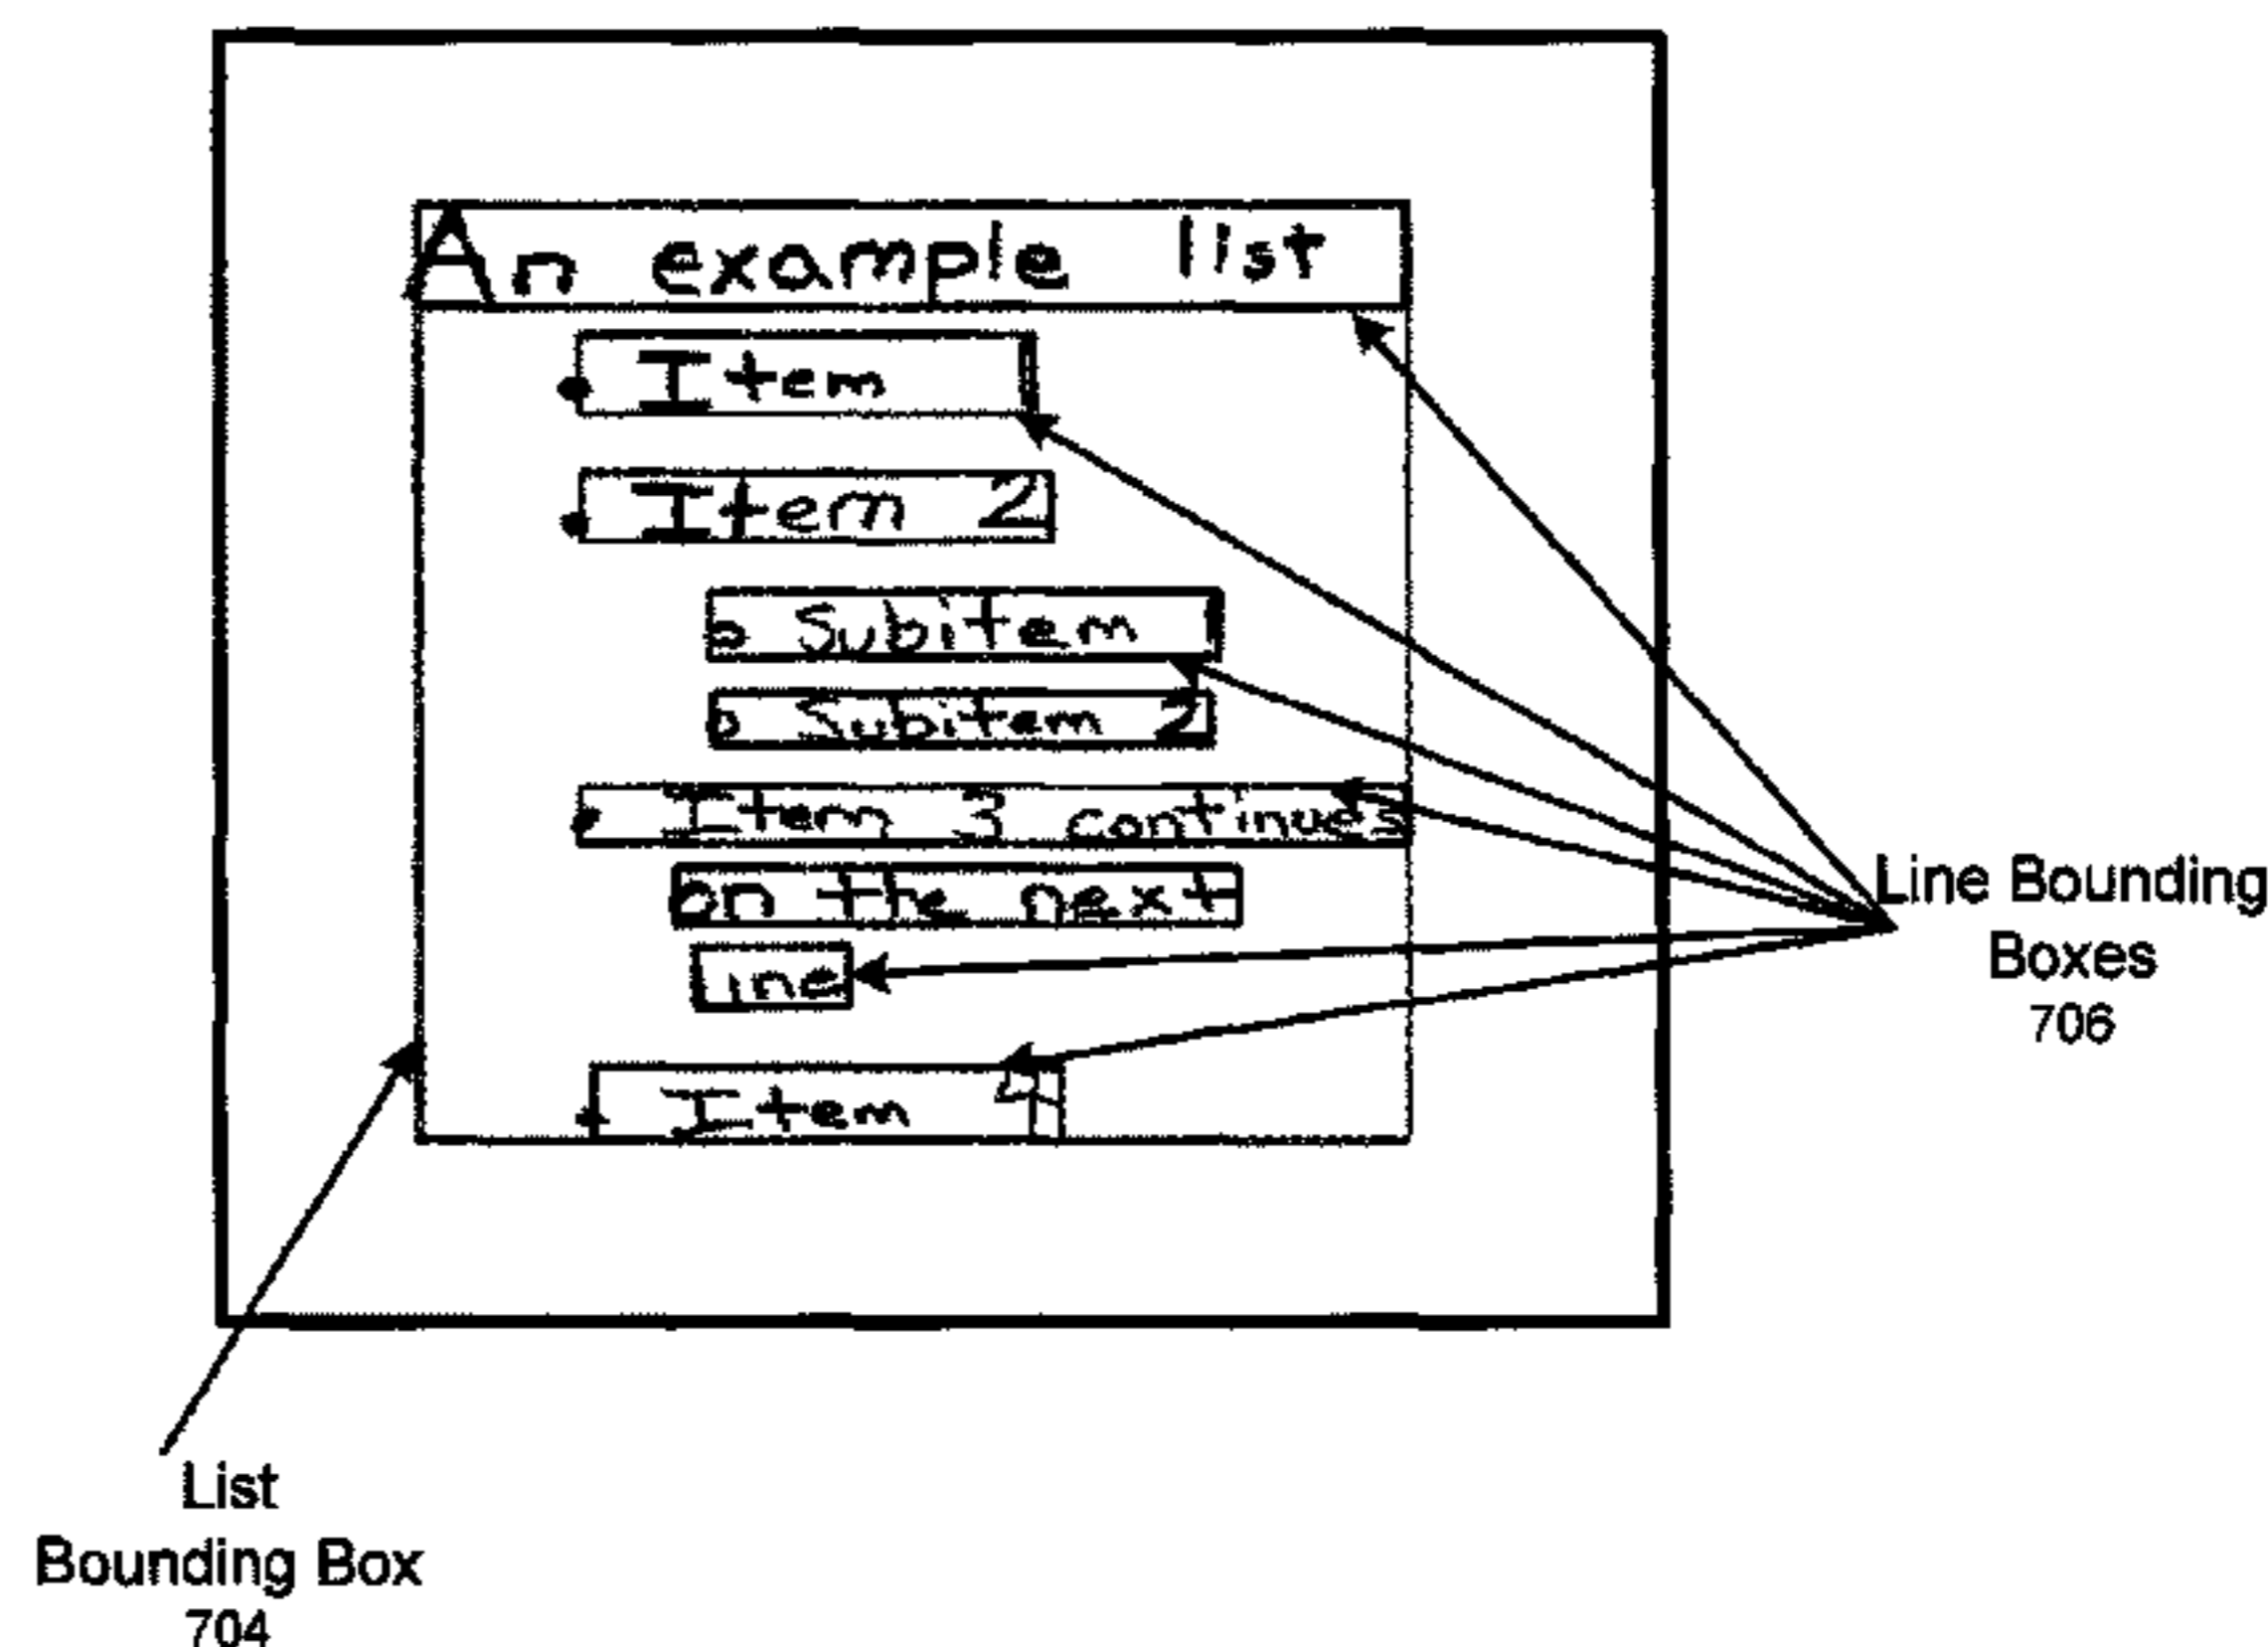 An example list
• Item 1
• Item 2
o Subitem 1
o Subitem 2
• Item 3 continues
on the next
line
• Item 4
Line Bounding
Boxes
706
List
Bounding Box
704